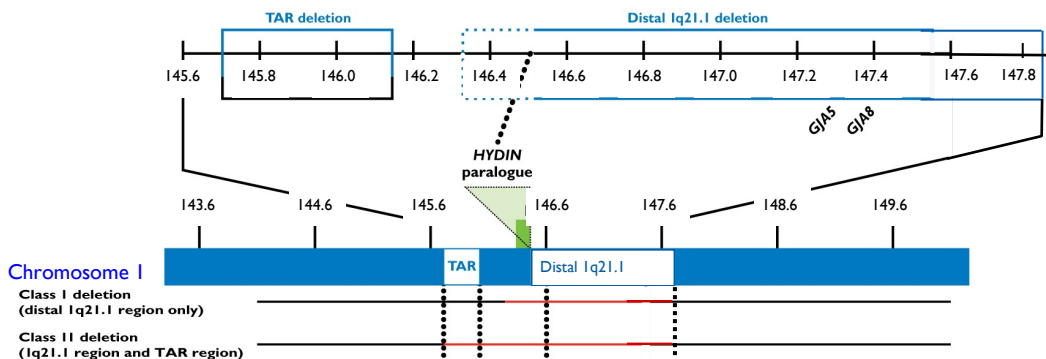 TAR deletion Distal 1q21.1 deletion
145.6 145.8 146.0 146.2 146.4 146.6 146.8 147.0 147.2 147.4 147.6 147.8
GJA5 GJA8
HYDIN
paralogue
143.6 144.6 145.6 146.6 147.6 148.6 149.6
TAR Distal 1q21.1
Chromosome 1
Class 1 deletion
(distal 1q21.1 region only)
Class 11 deletion
(1q21.1 region and TAR region)